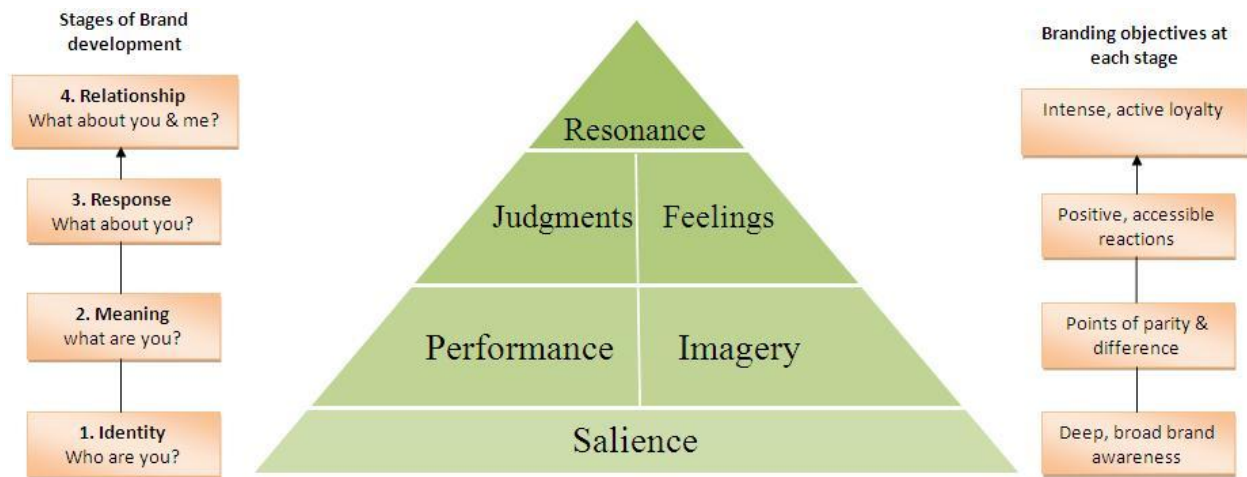 Stages of Brand
development
4. Relationship
What about you & me?
3. Response
What about you?
2. Meaning
what are you?
1. Identity
Who are you?
Resonance
Judgments
Feelings
Performance
Imagery
Salience
Branding objectives at
each stage
Intense, active loyalty
Positive, accessible
reactions
Points of parity &
difference
Deep, broad brand
awareness